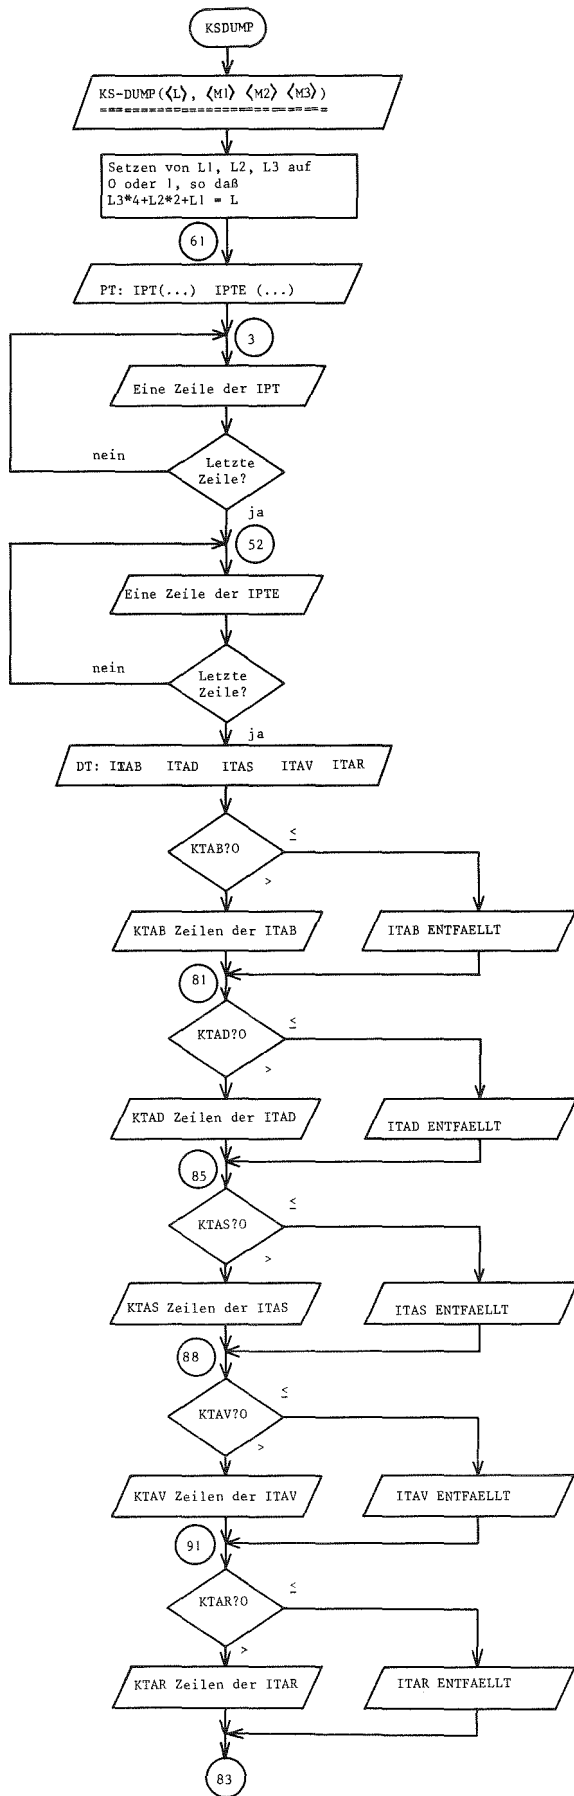 KSDUMP
KS-DUMP(⟨L⟩, ⟨M1⟩ ⟨M2⟩ ⟨M3⟩)
==========================
Setzen von L1, L2, L3 auf
0 oder 1, so daß
L3*4+L2*2+L1 = L
61
PT: IPT(...) IPTE (...)
3
Eine Zeile der IPT
nein
Letzte
Zeile?
ja
52
Eine Zeile der IPTE
nein
Letzte
Zeile?
ja
DT: ITAB ITAD ITAS ITAV ITAR
KTAB?0
≤
>
KTAB Zeilen der ITAB
ITAB ENTFAELLT
81
KTAD?0
≤
>
KTAD Zeilen der ITAD
ITAD ENTFAELLT
85
KTAS?0
≤
>
KTAS Zeilen der ITAS
ITAS ENTFAELLT
88
KTAV?0
≤
>
KTAV Zeilen der ITAV
ITAV ENTFAELLT
91
KTAR?0
≤
>
KTAR Zeilen der ITAR
ITAR ENTFAELLT
83